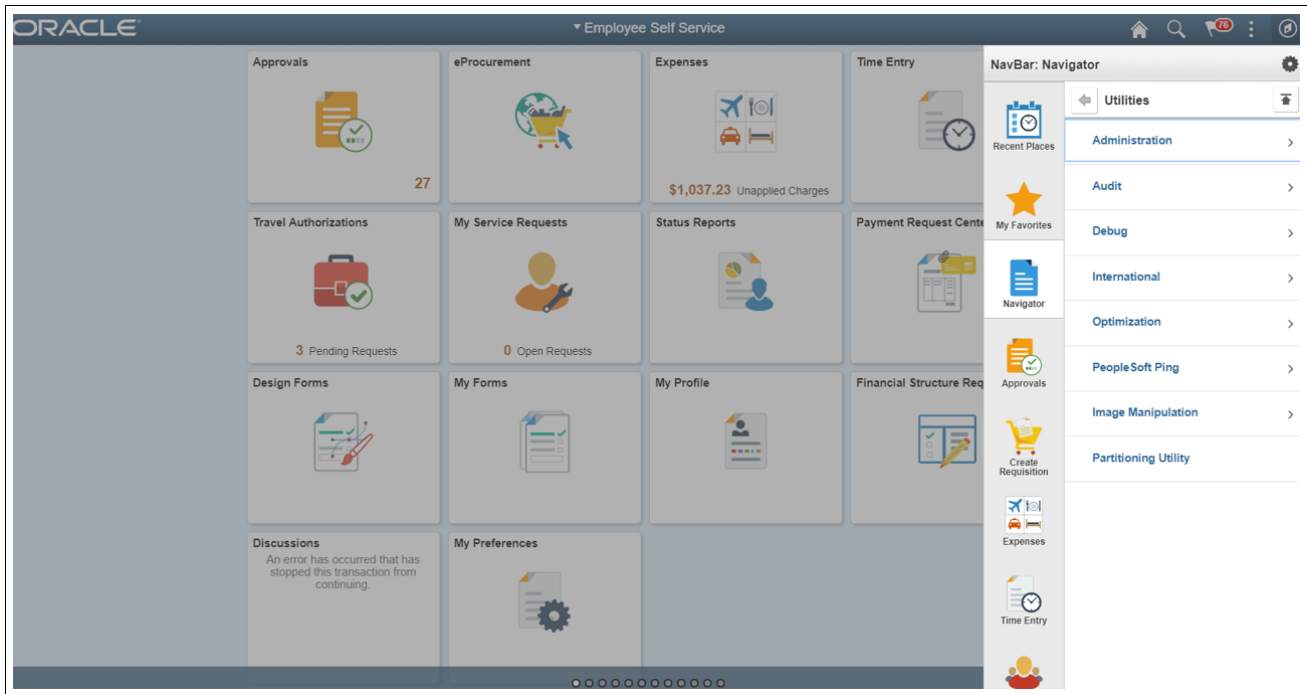 ORACLE
Employee Self Service
76
Approvals
27
eProcurement
Expenses
$1,037.23 Unapplied Charges
Time Entry
Travel Authorizations
3 Pending Requests
My Service Requests
0 Open Requests
Status Reports
Payment Request Cente
Design Forms
My Forms
My Profile
Financial Structure Req
Discussions
An error has occurred that has
stopped this transaction from
continuing.
My Preferences
NavBar: Navigator
Recent Places
My Favorites
Navigator
Approvals
Create
Requisition
Expenses
Time Entry
Utilities
Administration
Audit
Debug
International
Optimization
PeopleSoft Ping
Image Manipulation
Partitioning Utility